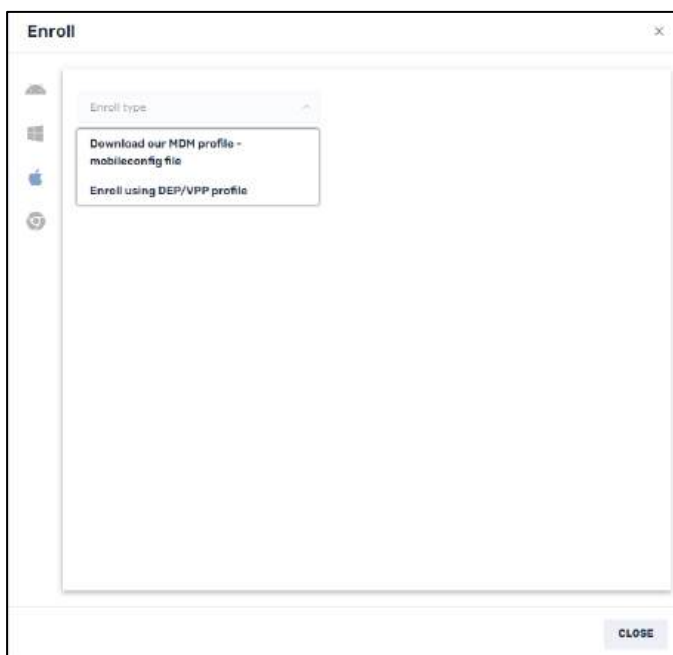 Enroll
Enroll type
Download our MDM profile -
mobileconfig file
Enroll using DEP/VPP profile
CLOSE